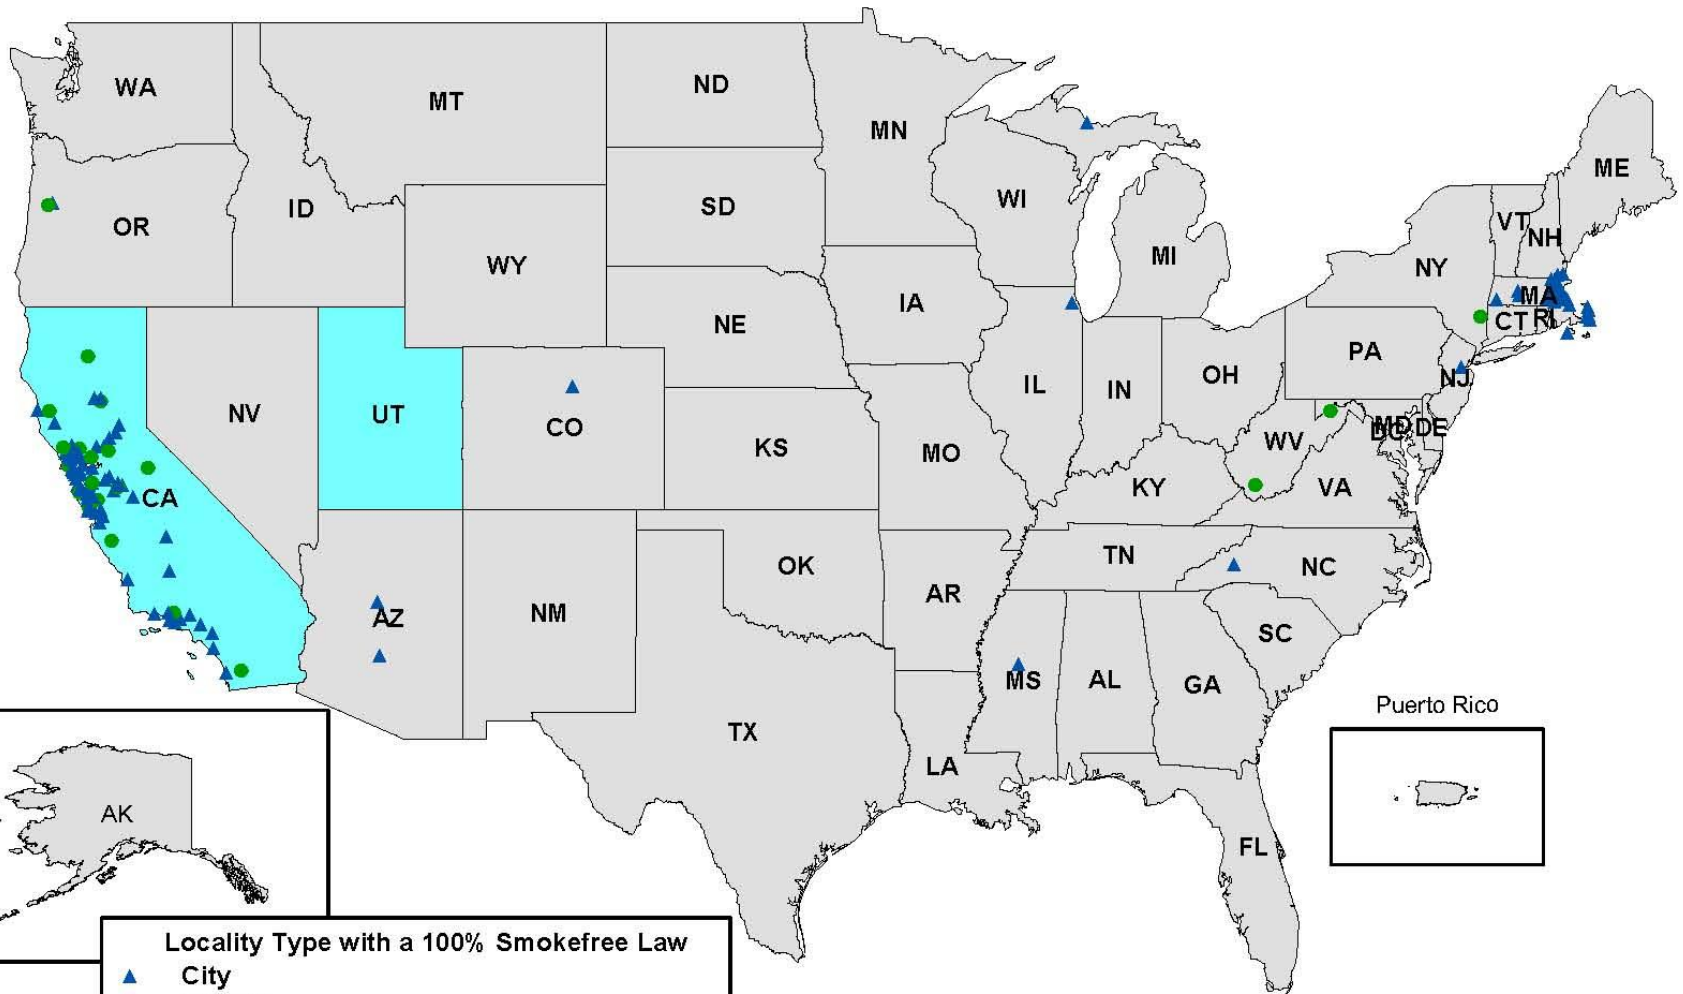 WA
MT
ND
MN
ME
OR
ID
SD
WI
MI
VT
NH
NY
WY
IA
NE
MA
CT RI
PA
NV
UT
CO
IL
IN
OH
NJ
KS
MO
WV
MD
DC
DE
CA
KY
VA
TN
NC
OK
AR
AZ
NM
SC
MS
AL
GA
TX
LA
FL
Puerto Rico
AK
Locality Type with a 100% Smokefree Law
City